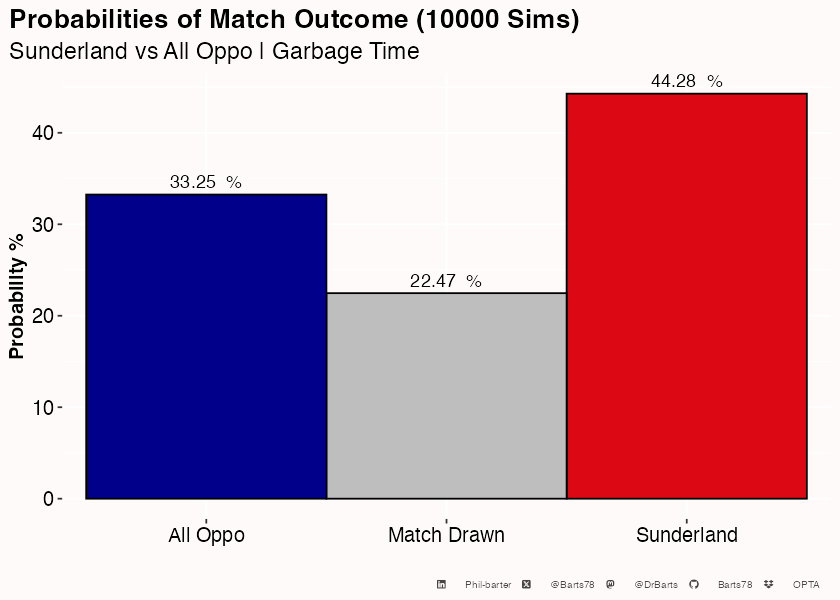 Probabilities of Match Outcome (10000 Sims)
Sunderland vs All Oppo | Garbage Time
44.28 %
40
33.25 %
30
22.47 %
20
10
0
Probability %
All Oppo Match Drawn Sunderland
Phil-barter @Barts78 @DrBarts Barts78 OPTA